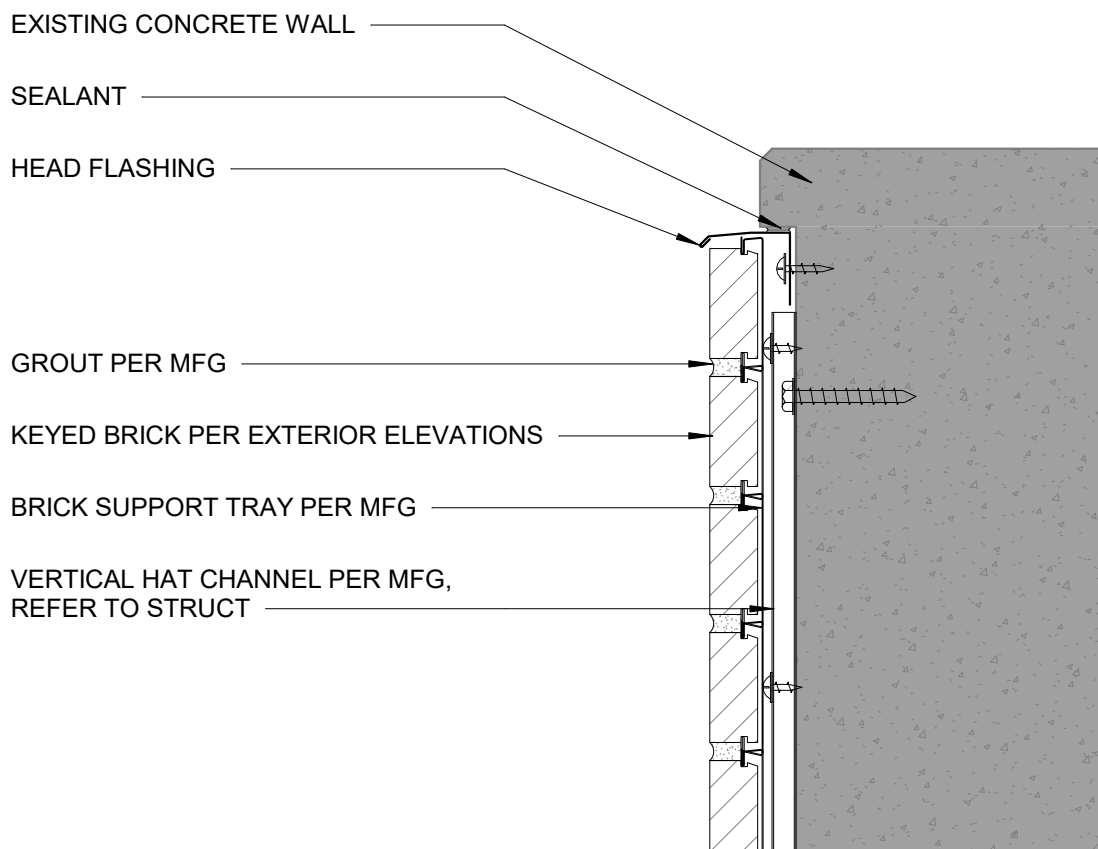 EXISTING CONCRETE WALL
SEALANT
HEAD FLASHING
GROUT PER MFG
KEYED BRICK PER EXTERIOR ELEVATIONS
BRICK SUPPORT TRAY PER MFG
VERTICAL HAT CHANNEL PER MFG,
REFER TO STRUCT